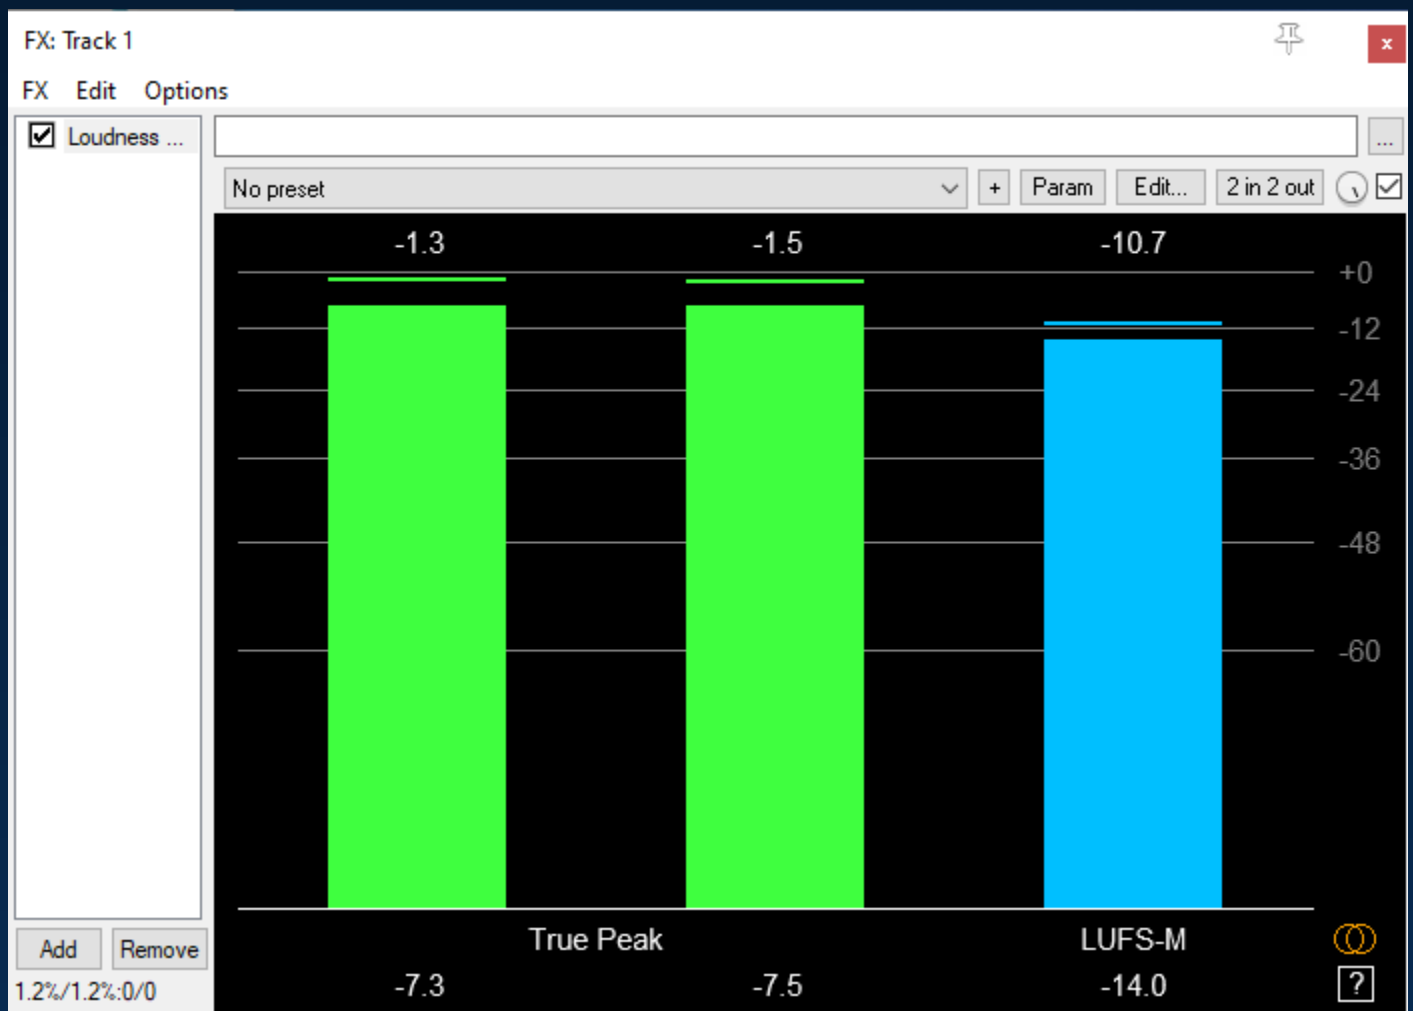 FX: Track 1
x
FX Edit Options
Loudness ...
...
No preset
+
Param
Edit...
2 in 2 out
-1.3 -1.5 -10.7
+0
-12
-24
-36
-48
-60
True Peak LUFS-M
-7.3 -7.5 -14.0
?
Add Remove
1.2%/1.2%:0/0